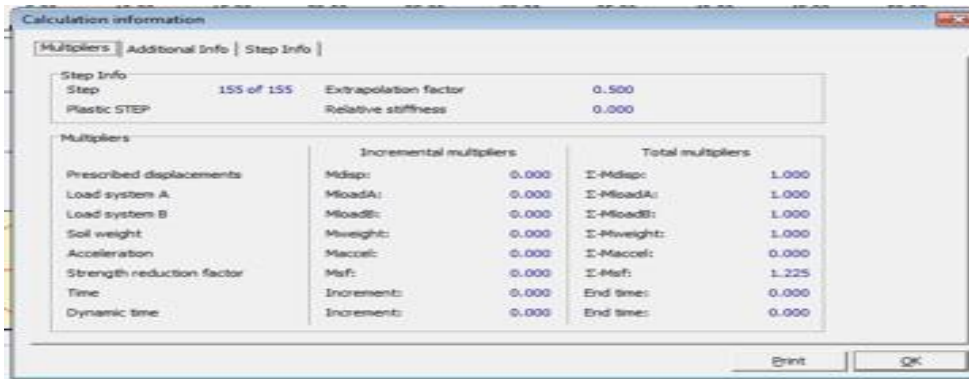 Calculation information
Multipliers Additional Info Step Info
Step Info
Step 155 of 155 Extrapolation factor 0.500
Plastic STEP Relative stiffness 0.000
Multipliers
Incremental multipliers Total multipliers
Prescribed displacements Mdisp: 0.000 Σ-Mdisp: 1.000
Load system A MloadA: 0.000 Σ-MloadA: 1.000
Load system B MloadB: 0.000 Σ-MloadB: 1.000
Soil weight Mweight: 0.000 Σ-Mweight: 1.000
Acceleration Maccel: 0.000 Σ-Maccel: 0.000
Strength reduction factor Msf: 0.000 Σ-Msf: 1.225
Time Increment: 0.000 End time: 0.000
Dynamic time Increment: 0.000 End time: 0.000
Print OK